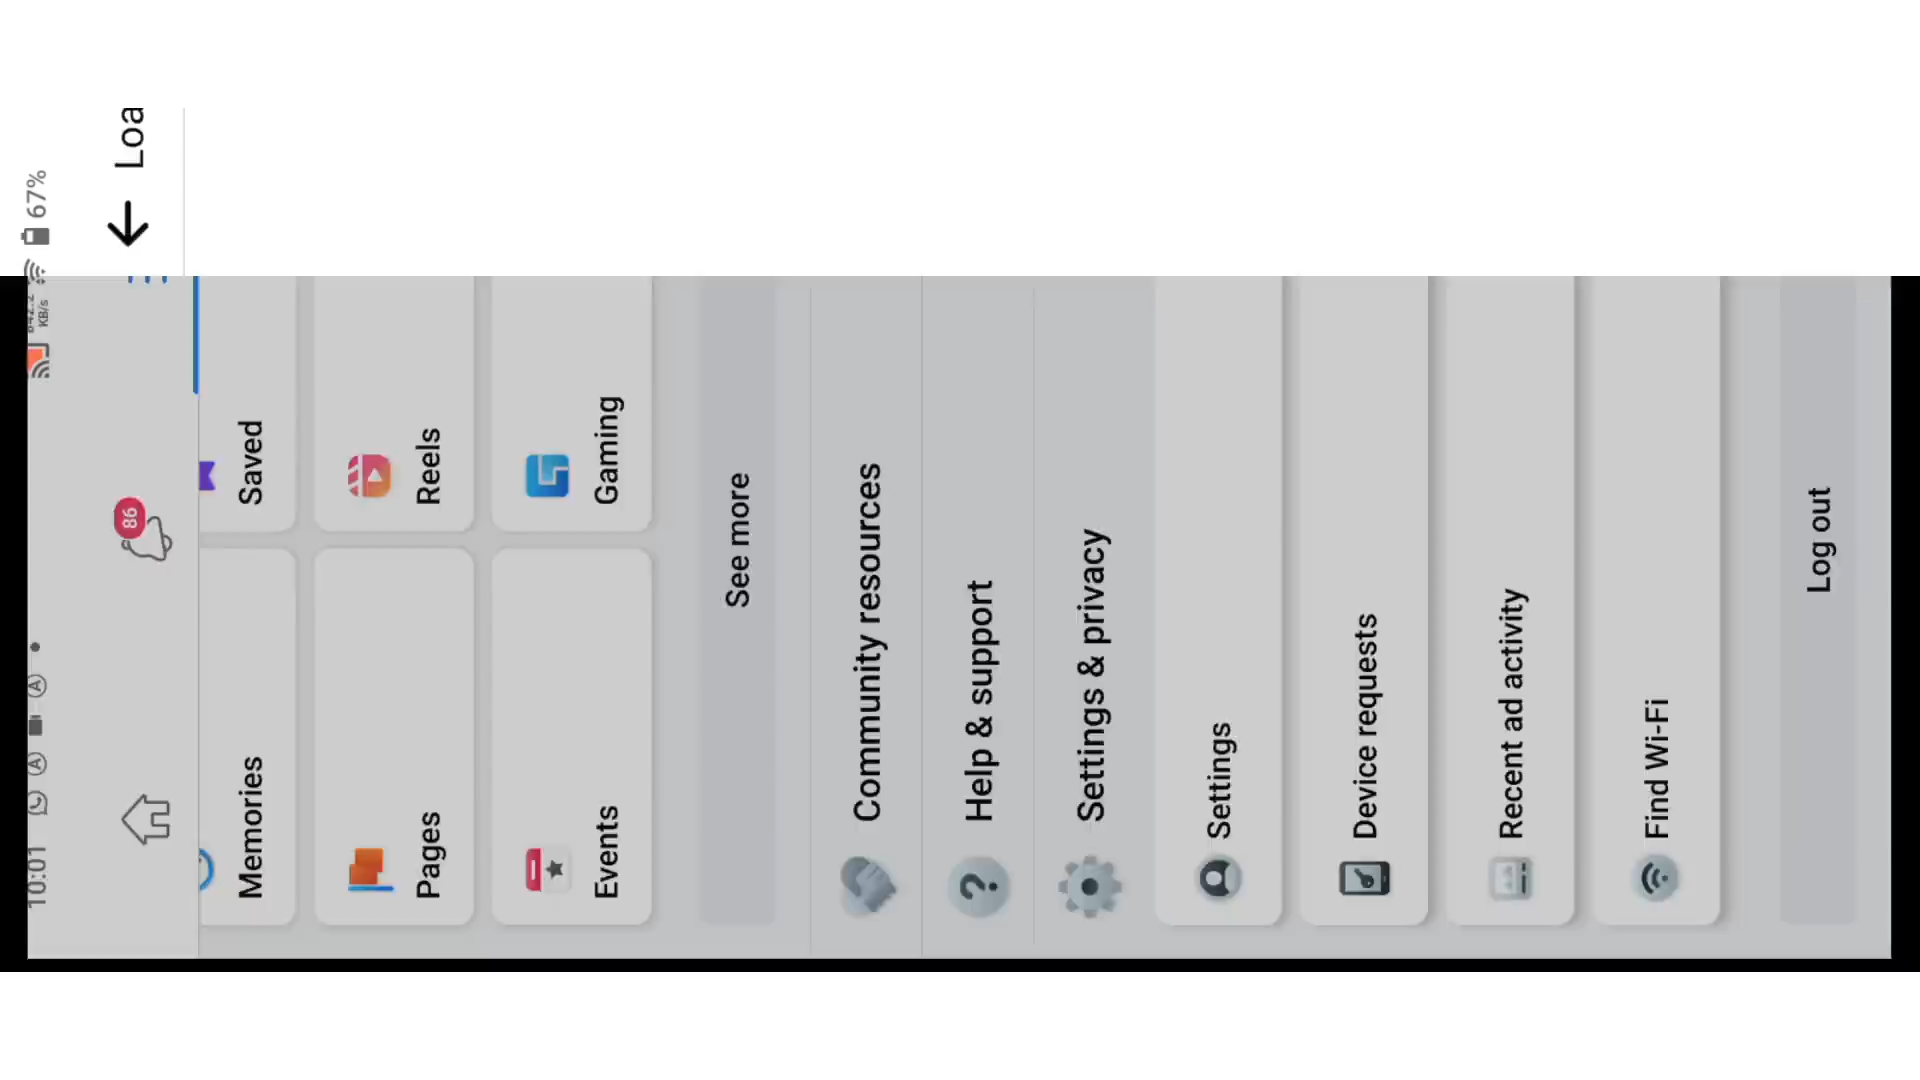 10:01
67%
KB/s
Loa
86
Memories
Saved
Pages
Reels
Events
Gaming
See more
Community resources
Help & support
Settings & privacy
Settings
Device requests
Recent ad activity
Find Wi-Fi
Log out